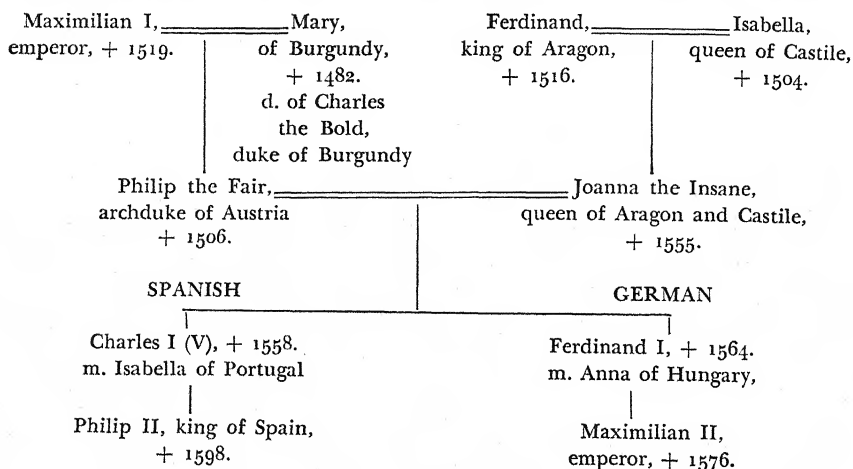 Maximilian I,
emperor, + 1519.
Mary,
of Burgundy,
+ 1482.
d. of Charles
the Bold,
duke of Burgundy
Ferdinand,
king of Aragon,
+ 1516.
Isabella,
queen of Castile,
+ 1504.
Philip the Fair,
archduke of Austria
+ 1506.
Joanna the Insane,
queen of Aragon and Castile,
+ 1555.
SPANISH
Charles I (V), + 1558.
m. Isabella of Portugal
Philip II, king of Spain,
+ 1598.
GERMAN
Ferdinand I, + 1564.
m. Anna of Hungary,
Maximilian II,
emperor, + 1576.